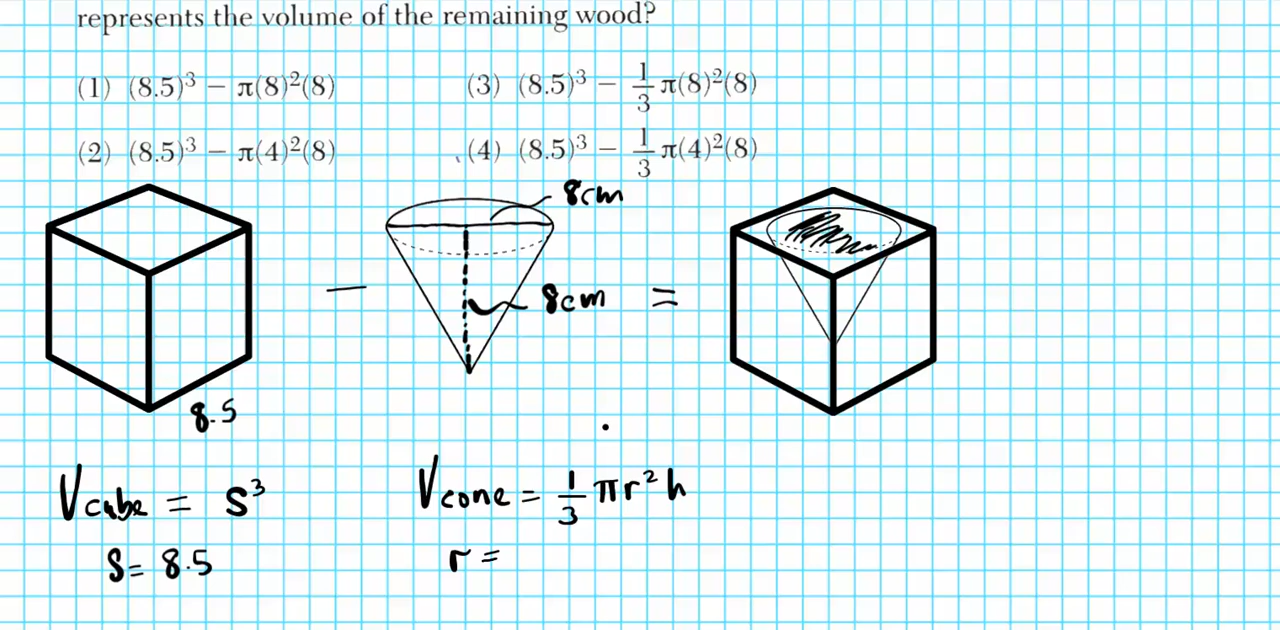 represents the volume of the remaining wood?
(1) (8.5)³ − π(8)²(8)
(3) (8.5)³ − 1/3 π(8)²(8)
(2) (8.5)³ − π(4)²(8)
(4) (8.5)³ − 1/3 π(4)²(8)
8cm
− 8cm =
8.5
Vcube = s³
Vcone = 1/3 πr²h
s = 8.5
r =